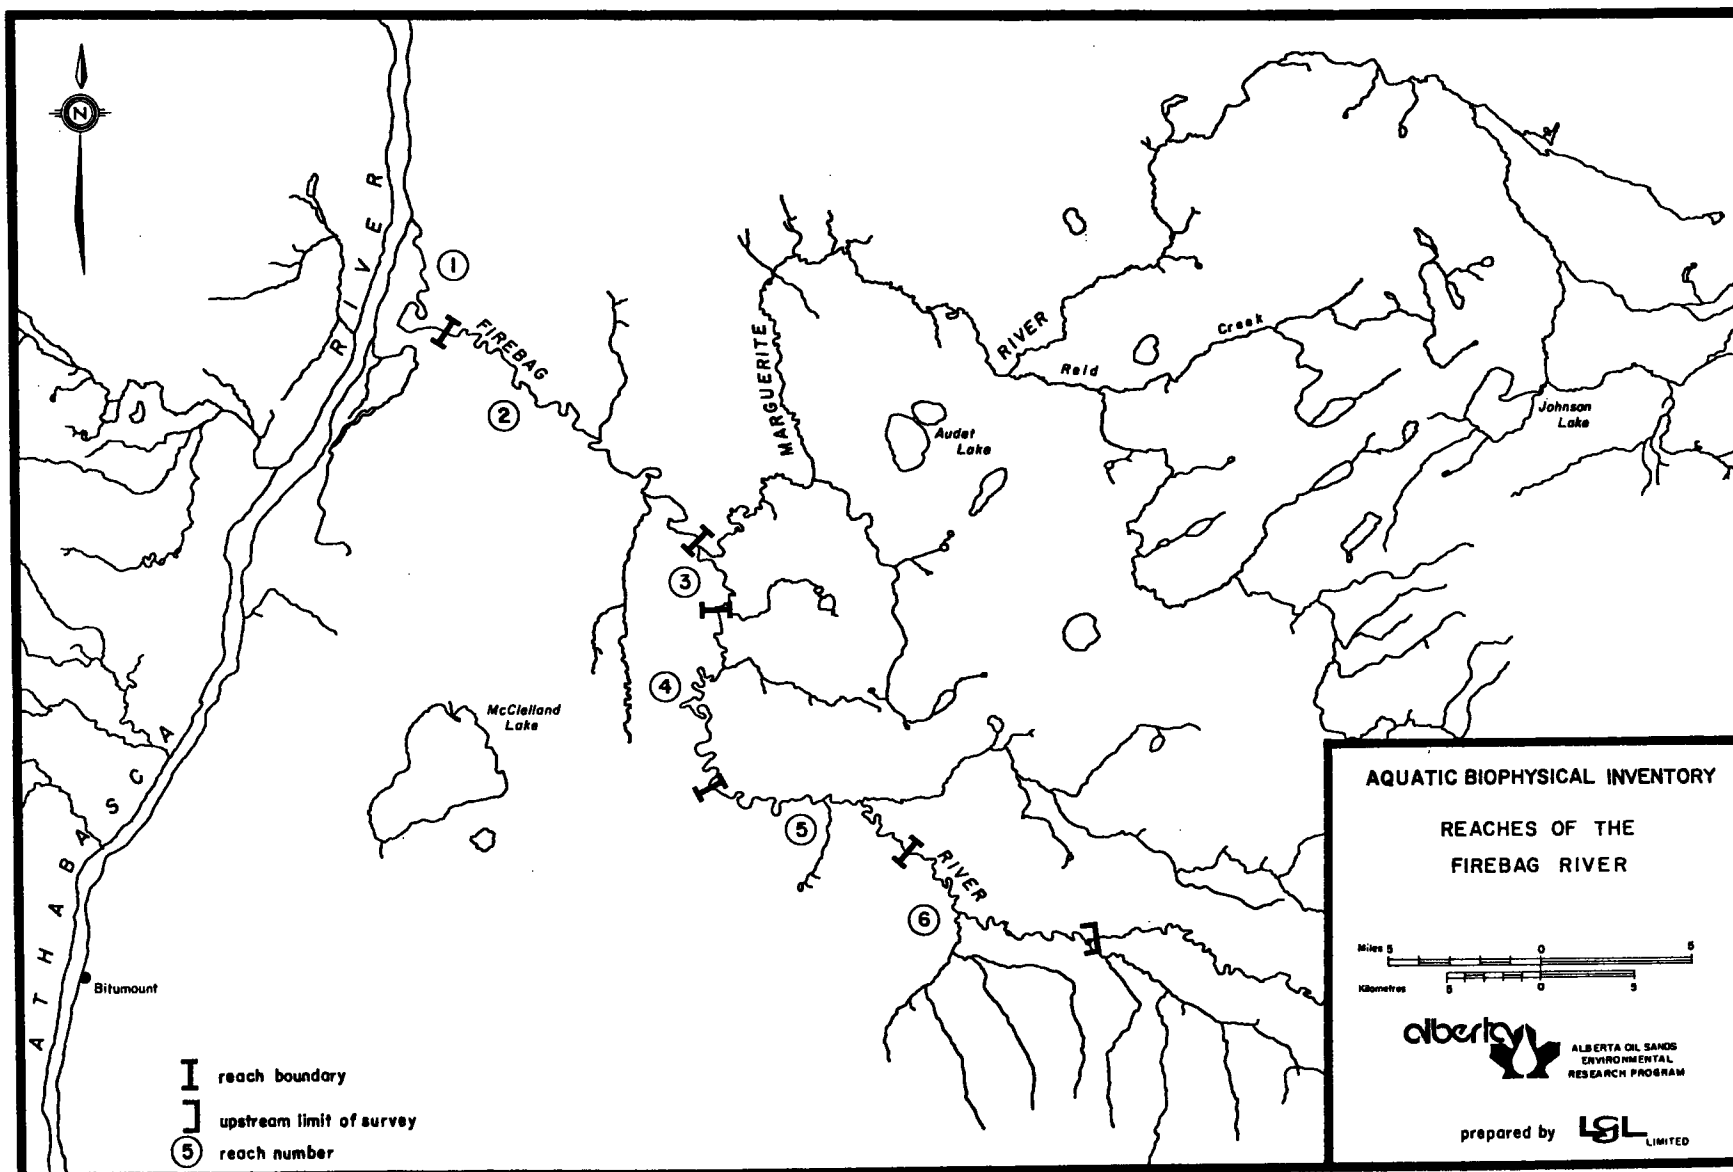 N
ATHABASCA RIVER
1
FIREBAG
2
MARGUERITE
RIVER
Reid
Creek
Audet
Lake
Johnson
Lake
3
4
McClelland
Lake
5
RIVER
6
Bitumount
reach boundary
upstream limit of survey
5 reach number
AQUATIC BIOPHYSICAL INVENTORY
REACHES OF THE
FIREBAG RIVER
Miles 5 0 5
Kilometres 5 0 5
alberta
ALBERTA OIL SANDS
ENVIRONMENTAL
RESEARCH PROGRAM
prepared by LGL LIMITED